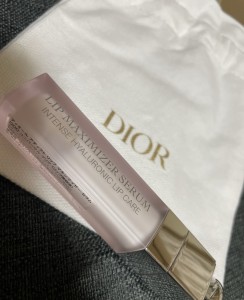 DIOR
LIP MAXIMIZER SERUM
INTENSE HYALURONIC LIP CARE